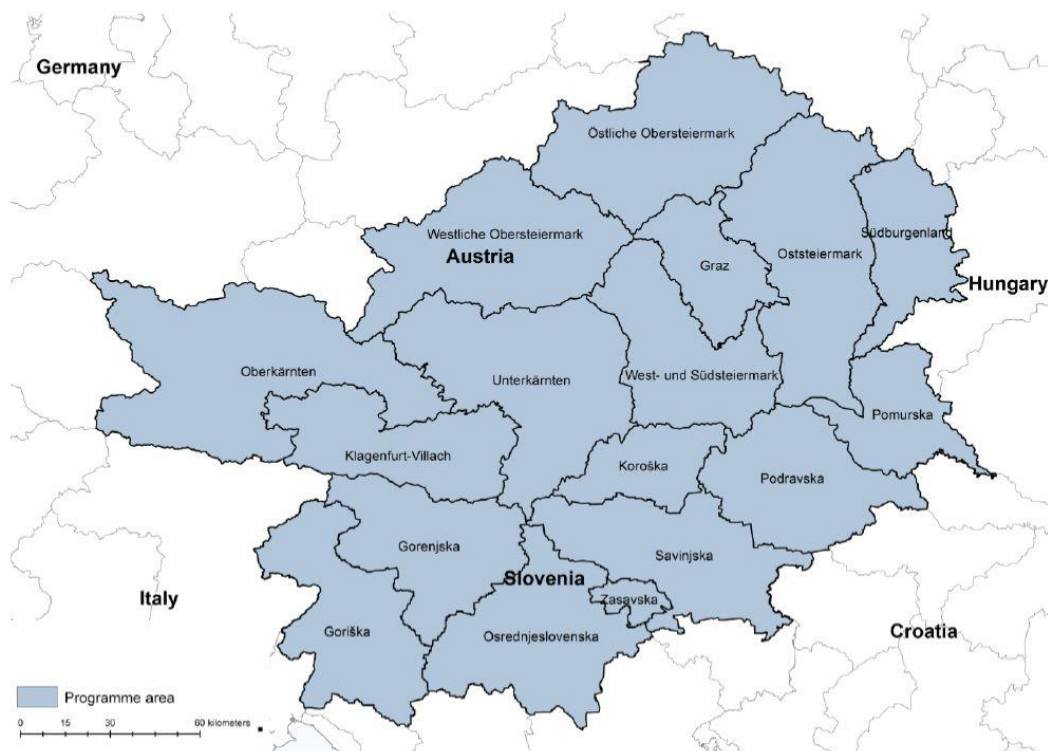 Germany
Östliche Obersteiermark
Westliche Obersteiermark
Südburgenland
Austria
Oststeiermark
Graz
Hungary
Oberkärnten
Unterkärnten
West- und Südsteiermark
Pomurska
Klagenfurt-Villach
Koroška
Podravska
Gorenjska
Savinjska
Slovenia
Italy
Zasavska
Goriška
Osrednjeslovenska
Croatia
Programme area
0 15 30 60 kilometers